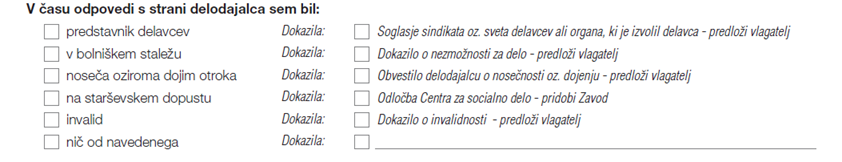 V času odpovedi s strani delodajalca sem bil:
predstavnik delavcev Dokazila: Soglasje sindikata oz. sveta delavcev ali organa, ki je izvolil delavca - predloži vlagatelj
v bolniškem staležu Dokazila: Dokazilo o nezmožnosti za delo - predloži vlagatelj
noseča oziroma dojim otroka Dokazila: Obvestilo delodajalcu o nosečnosti oz. dojenju - predloži vlagatelj
na starševskem dopustu Dokazila: Odločba Centra za socialno delo - pridobi Zavod
invalid Dokazila: Dokazilo o invalidnosti - predloži vlagatelj
nič od navedenega Dokazila: